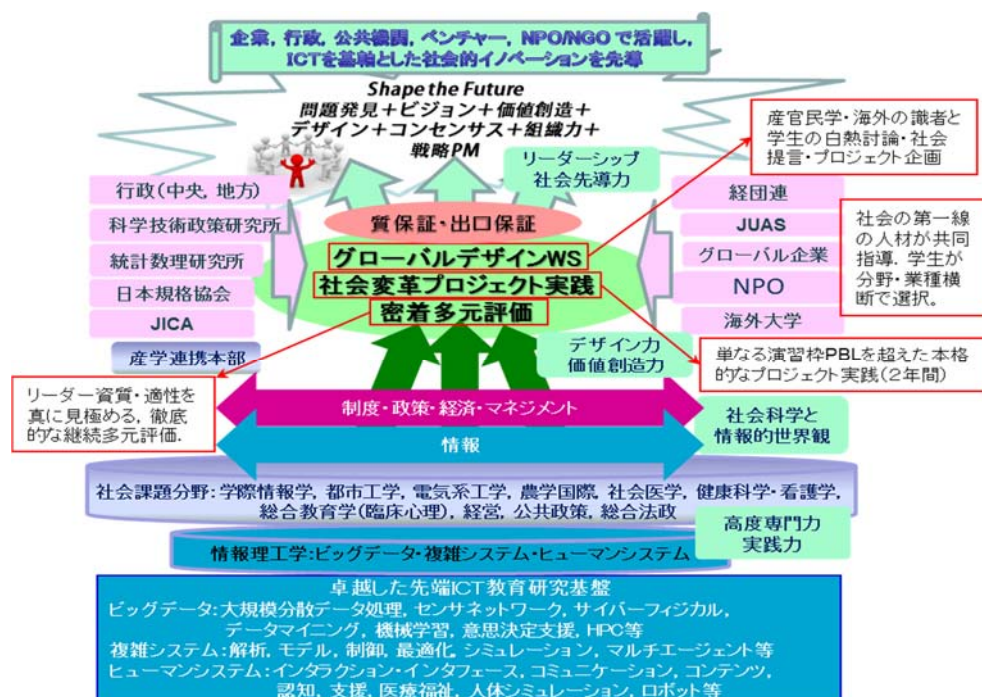 企業, 行政, 公共機関, ベンチャー, NPO/NGO で活躍し,
ICTを基軸とした社会的イノベーションを先導
Shape the Future
問題発見＋ビジョン＋価値創造＋
デザイン＋コンセンサス＋組織力＋
戦略PM
リーダーシップ
社会先導力
産官民学・海外の識者と
学生の白熱討論・社会
提言・プロジェクト企画
行政（中央, 地方）
科学技術政策研究所
統計数理研究所
日本規格協会
JICA
産学連携本部
質保証・出口保証
グローバルデザインWS
社会変革プロジェクト実践
密着多元評価
経団連
JUAS
グローバル企業
NPO
海外大学
社会の第一線
の人材が共同
指導. 学生が
分野・業種横
断で選択。
デザイン力
価値創造力
単なる演習枠PBLを超えた本格
的なプロジェクト実践（２年間）
リーダー資質・適性を
真に見極める, 徹底
的な継続多元評価.
制度・政策・経済・マネジメント
情報
社会科学と
情報的世界観
社会課題分野：学際情報学, 都市工学, 電気系工学, 農学国際, 社会医学, 健康科学・看護学,
総合教育学(臨床心理), 経営, 公共政策, 総合法政
高度専門力
実践力
情報理工学：ビッグデータ・複雑システム・ヒューマンシステム
卓越した先端ICT教育研究基盤
ビッグデータ：大規模分散データ処理, センサネットワーク, サイバーフィジカル,
データマイニング, 機械学習, 意思決定支援, HPC等
複雑システム：解析, モデル, 制御, 最適化, シミュレーション, マルチエージェント等
ヒューマンシステム：インタラクション・インタフェース, コミュニケーション, コンテンツ,
認知, 支援, 医療福祉, 人体シミュレーション, ロボット等